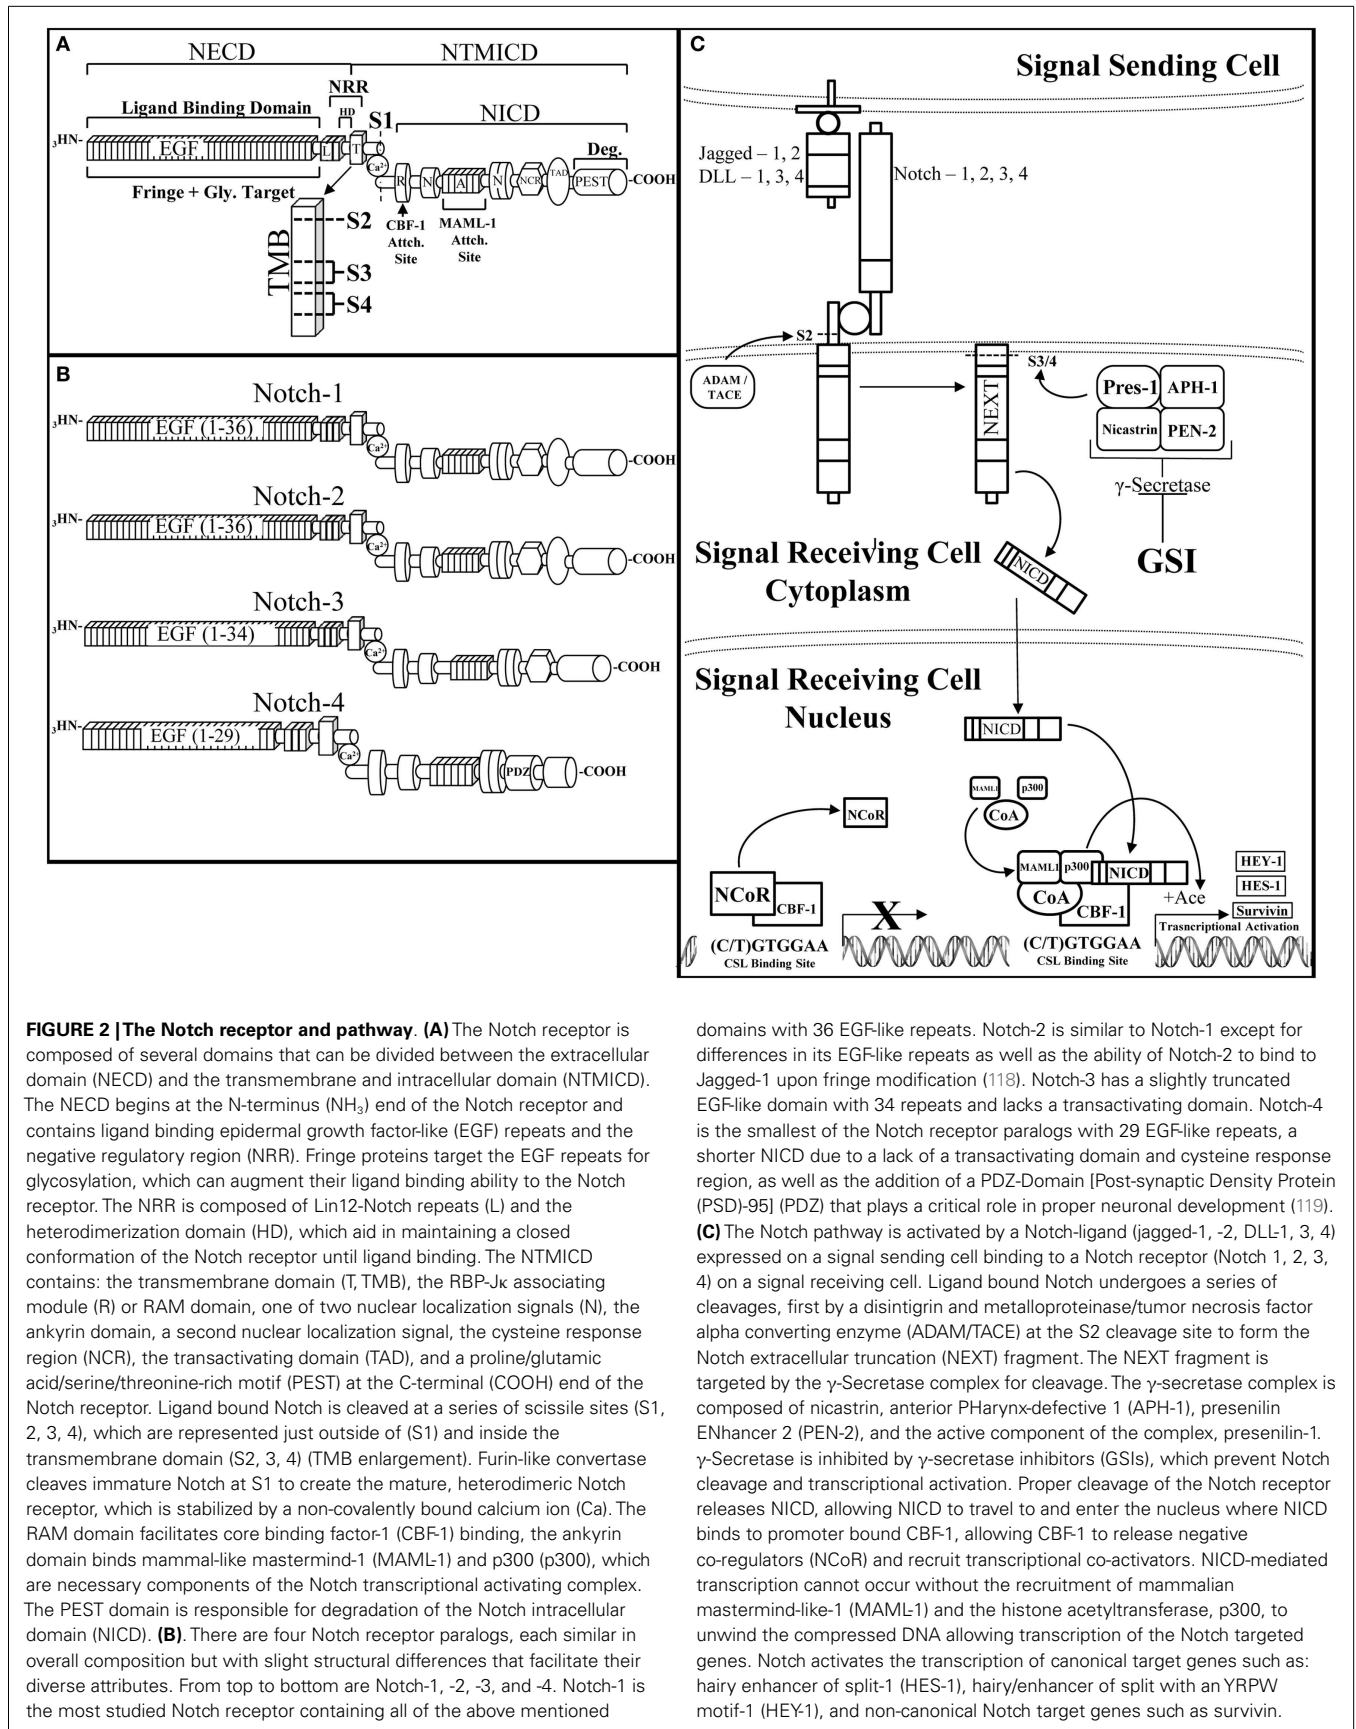 A
NECD
NTMICD
NRR
Ligand Binding Domain
HD
S1
NICD
3HN-
EGF
L
T
Ca2+
Deg.
R
N
A
N
NCR
TAD
PEST
-COOH
Fringe + Gly. Target
CBF-1
Attch.
Site
MAML-1
Attch.
Site
TMB
S2
S3
S4
B
Notch-1
3HN-
EGF (1-36)
Ca2+
-COOH
Notch-2
3HN-
EGF (1-36)
Ca2+
-COOH
Notch-3
3HN-
EGF (1-34)
Ca2+
-COOH
Notch-4
3HN-
EGF (1-29)
Ca2+
PDZ
-COOH
C
Signal Sending Cell
Jagged – 1, 2
DLL – 1, 3, 4
Notch – 1, 2, 3, 4
S2
ADAM /
TACE
NEXT
S3/4
Pres-1
APH-1
Nicastrin
PEN-2
γ-Secretase
GSI
Signal Receiving Cell
Cytoplasm
NICD
Signal Receiving Cell
Nucleus
NICD
MAML1
p300
CoA
NCoR
NCoR
CBF-1
X
(C/T)GTGGAA
CSL Binding Site
MAML1
p300
NICD
CoA
CBF-1
+Ace
(C/T)GTGGAA
CSL Binding Site
HEY-1
HES-1
Survivin
Trasncriptional Activation
FIGURE 2 | The Notch receptor and pathway. (A) The Notch receptor is
composed of several domains that can be divided between the extracellular
domain (NECD) and the transmembrane and intracellular domain (NTMICD).
The NECD begins at the N-terminus (NH3) end of the Notch receptor and
contains ligand binding epidermal growth factor-like (EGF) repeats and the
negative regulatory region (NRR). Fringe proteins target the EGF repeats for
glycosylation, which can augment their ligand binding ability to the Notch
receptor. The NRR is composed of Lin12-Notch repeats (L) and the
heterodimerization domain (HD), which aid in maintaining a closed
conformation of the Notch receptor until ligand binding. The NTMICD
contains: the transmembrane domain (T, TMB), the RBP-Jκ associating
module (R) or RAM domain, one of two nuclear localization signals (N), the
ankyrin domain, a second nuclear localization signal, the cysteine response
region (NCR), the transactivating domain (TAD), and a proline/glutamic
acid/serine/threonine-rich motif (PEST) at the C-terminal (COOH) end of the
Notch receptor. Ligand bound Notch is cleaved at a series of scissile sites (S1,
2, 3, 4), which are represented just outside of (S1) and inside the
transmembrane domain (S2, 3, 4) (TMB enlargement). Furin-like convertase
cleaves immature Notch at S1 to create the mature, heterodimeric Notch
receptor, which is stabilized by a non-covalently bound calcium ion (Ca). The
RAM domain facilitates core binding factor-1 (CBF-1) binding, the ankyrin
domain binds mammal-like mastermind-1 (MAML-1) and p300 (p300), which
are necessary components of the Notch transcriptional activating complex.
The PEST domain is responsible for degradation of the Notch intracellular
domain (NICD). (B). There are four Notch receptor paralogs, each similar in
overall composition but with slight structural differences that facilitate their
diverse attributes. From top to bottom are Notch-1, -2, -3, and -4. Notch-1 is
the most studied Notch receptor containing all of the above mentioned
domains with 36 EGF-like repeats. Notch-2 is similar to Notch-1 except for
differences in its EGF-like repeats as well as the ability of Notch-2 to bind to
Jagged-1 upon fringe modification (118). Notch-3 has a slightly truncated
EGF-like domain with 34 repeats and lacks a transactivating domain. Notch-4
is the smallest of the Notch receptor paralogs with 29 EGF-like repeats, a
shorter NICD due to a lack of a transactivating domain and cysteine response
region, as well as the addition of a PDZ-Domain [Post-synaptic Density Protein
(PSD)-95] (PDZ) that plays a critical role in proper neuronal development (119).
(C) The Notch pathway is activated by a Notch-ligand (jagged-1, -2, DLL-1, 3, 4)
expressed on a signal sending cell binding to a Notch receptor (Notch 1, 2, 3,
4) on a signal receiving cell. Ligand bound Notch undergoes a series of
cleavages, first by a disintigrin and metalloproteinase/tumor necrosis factor
alpha converting enzyme (ADAM/TACE) at the S2 cleavage site to form the
Notch extracellular truncation (NEXT) fragment. The NEXT fragment is
targeted by the γ-Secretase complex for cleavage. The γ-secretase complex is
composed of nicastrin, anterior PHarynx-defective 1 (APH-1), presenilin
ENhancer 2 (PEN-2), and the active component of the complex, presenilin-1.
γ-Secretase is inhibited by γ-secretase inhibitors (GSIs), which prevent Notch
cleavage and transcriptional activation. Proper cleavage of the Notch receptor
releases NICD, allowing NICD to travel to and enter the nucleus where NICD
binds to promoter bound CBF-1, allowing CBF-1 to release negative
co-regulators (NCoR) and recruit transcriptional co-activators. NICD-mediated
transcription cannot occur without the recruitment of mammalian
mastermind-like-1 (MAML-1) and the histone acetyltransferase, p300, to
unwind the compressed DNA allowing transcription of the Notch targeted
genes. Notch activates the transcription of canonical target genes such as:
hairy enhancer of split-1 (HES-1), hairy/enhancer of split with an YRPW
motif-1 (HEY-1), and non-canonical Notch target genes such as survivin.